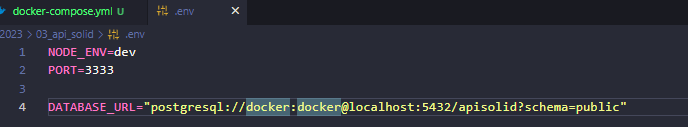 docker-compose.yml U
.env
2023 > 03_api_solid > .env
1 NODE_ENV=dev
2 PORT=3333
3
4 DATABASE_URL="postgresql://docker:docker@localhost:5432/apisolid?schema=public"